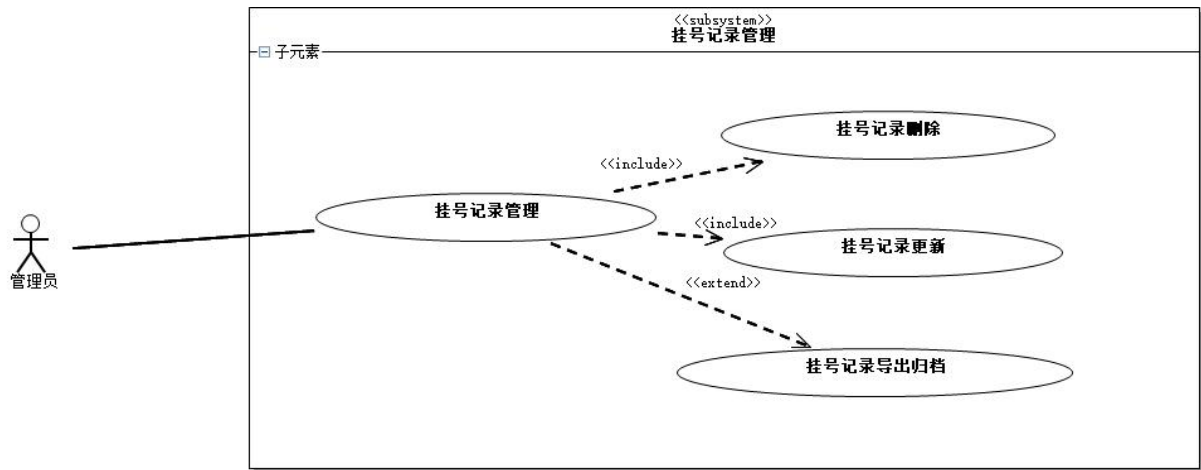 <<subsystem>>
挂号记录管理
子元素
挂号记录删除
<<include>>
挂号记录管理
<<include>>
挂号记录更新
管理员
<<extend>>
挂号记录导出归档